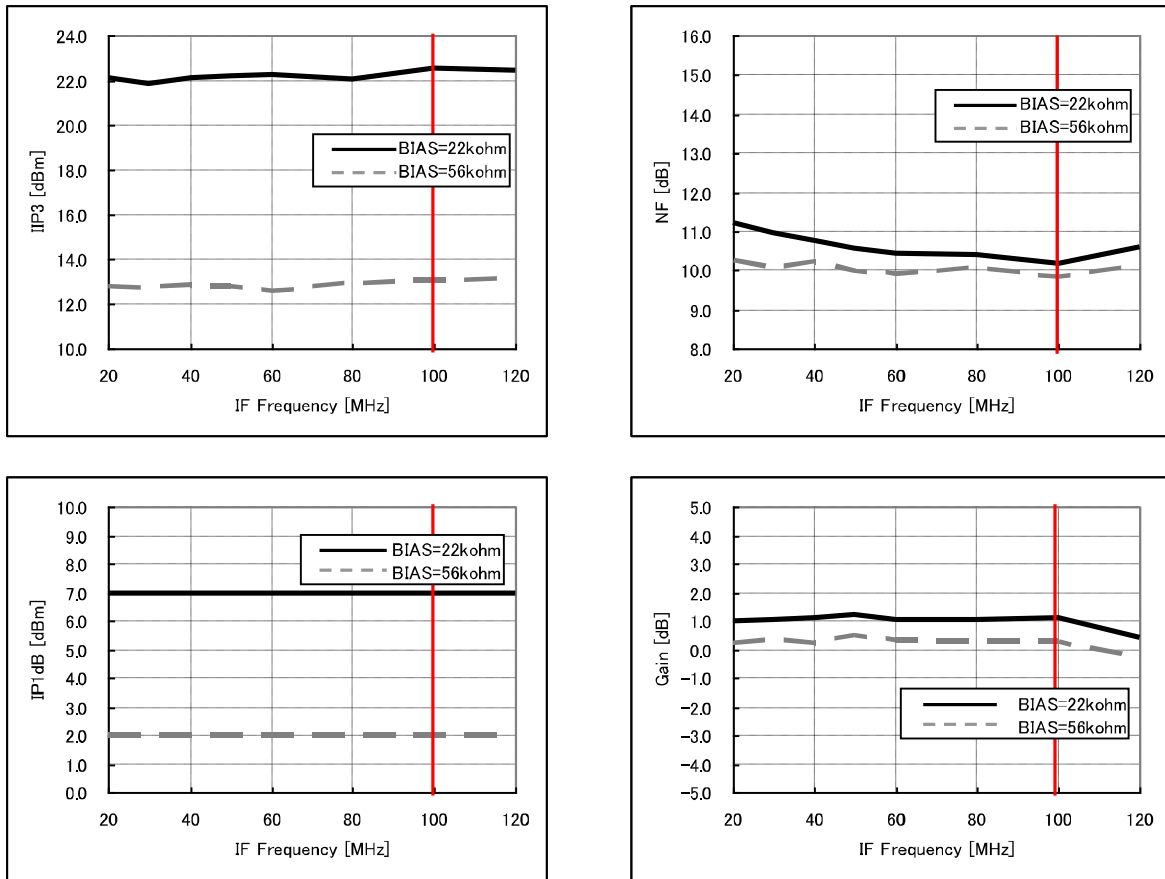 24.0
22.0
20.0
18.0
16.0
14.0
12.0
10.0
IIP3 [dBm]
BIAS=22kohm
BIAS=56kohm
20 40 60 80 100 120
IF Frequency [MHz]
16.0
15.0
14.0
13.0
12.0
11.0
10.0
9.0
8.0
NF [dB]
BIAS=22kohm
BIAS=56kohm
20 40 60 80 100 120
IF Frequency [MHz]
10.0
9.0
8.0
7.0
6.0
5.0
4.0
3.0
2.0
1.0
0.0
IP1dB [dBm]
BIAS=22kohm
BIAS=56kohm
20 40 60 80 100 120
IF Frequency [MHz]
5.0
4.0
3.0
2.0
1.0
0.0
-1.0
-2.0
-3.0
-4.0
-5.0
Gain [dB]
BIAS=22kohm
BIAS=56kohm
20 40 60 80 100 120
IF Frequency [MHz]